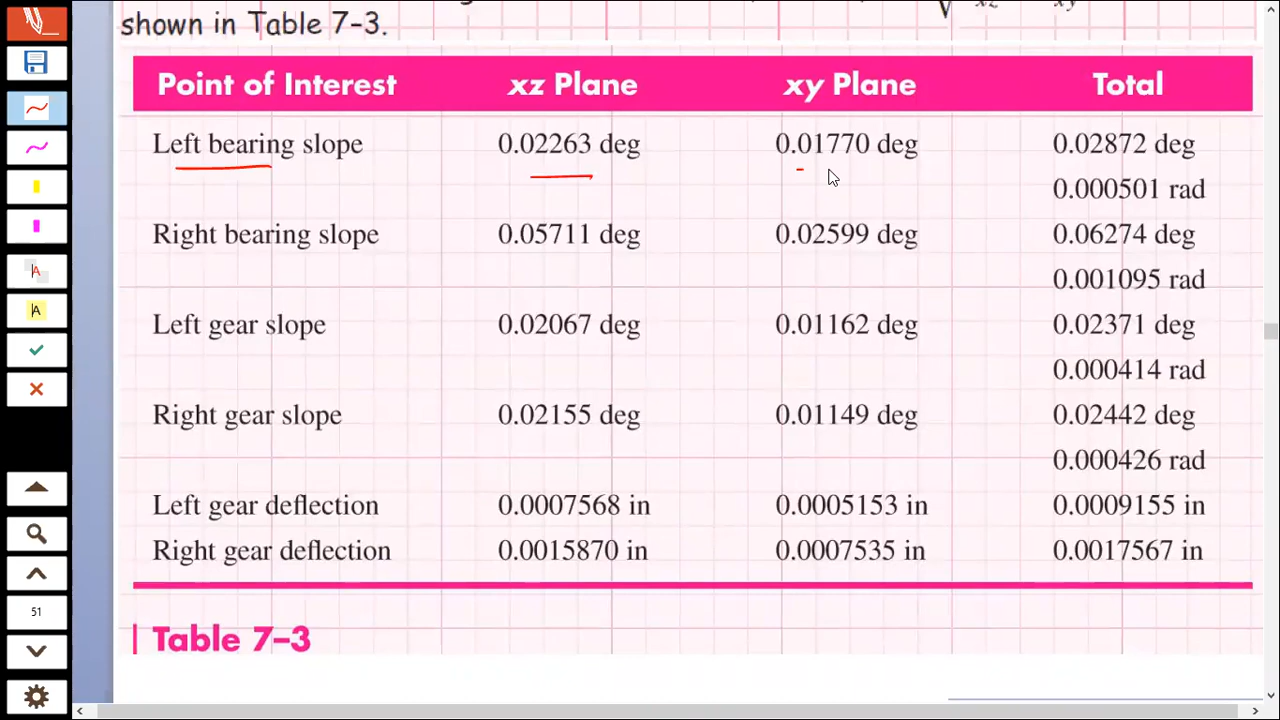 shown in Table 7–3.
Point of Interest xz Plane xy Plane Total
Left bearing slope 0.02263 deg 0.01770 deg 0.02872 deg
0.000501 rad
Right bearing slope 0.05711 deg 0.02599 deg 0.06274 deg
0.001095 rad
Left gear slope 0.02067 deg 0.01162 deg 0.02371 deg
0.000414 rad
Right gear slope 0.02155 deg 0.01149 deg 0.02442 deg
0.000426 rad
Left gear deflection 0.0007568 in 0.0005153 in 0.0009155 in
Right gear deflection 0.0015870 in 0.0007535 in 0.0017567 in
Table 7–3
A
A
51